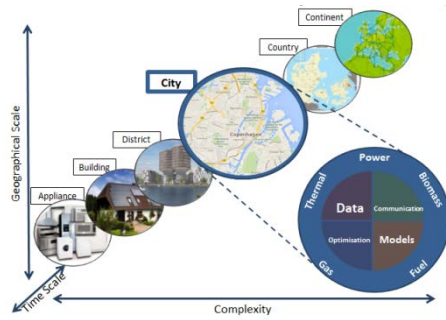 Continent
Country
City
District
Building
Appliance
Copenhagen
Geographical Scale
Time Scale
Complexity
Power
Thermal
Biomass
Gas
Fuel
Data
Communication
Optimisation
Models